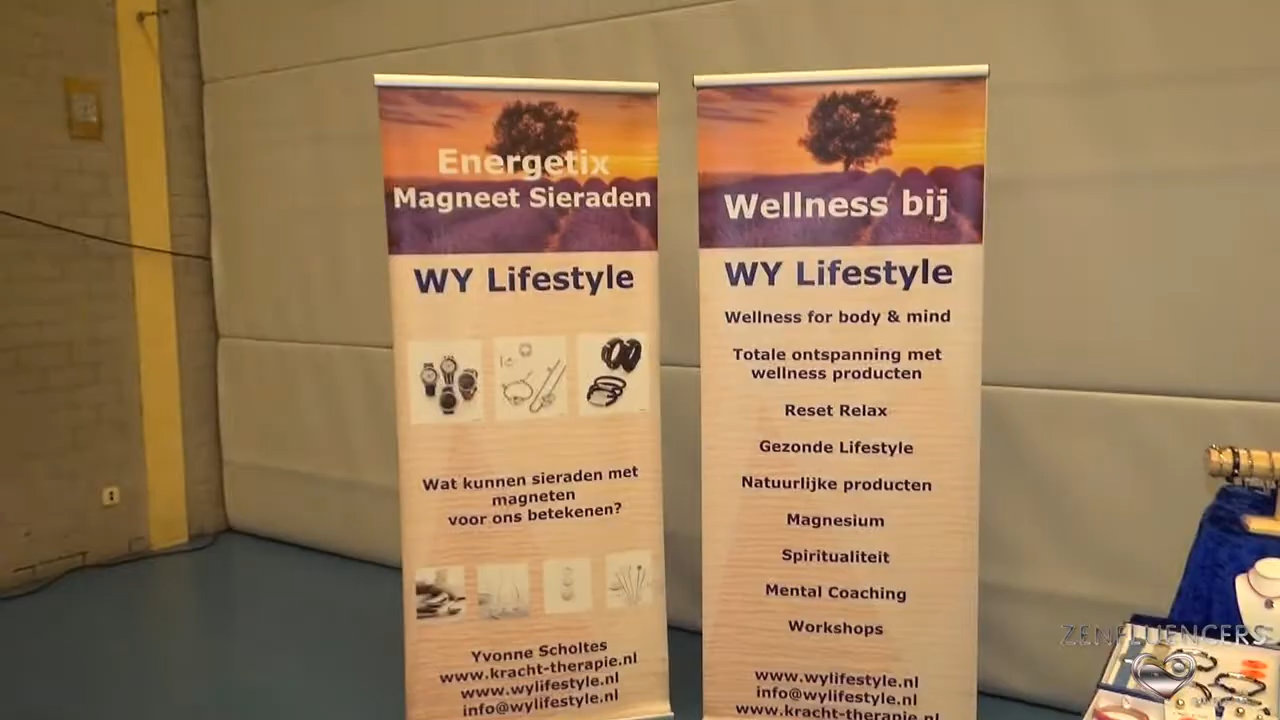 Energetix
Magneet Sieraden
WY Lifestyle
Wat kunnen sieraden met
magneten
voor ons betekenen?
Yvonne Scholtes
www.kracht-therapie.nl
www.wylifestyle.nl
info@wylifestyle.nl
Wellness bij
WY Lifestyle
Wellness for body & mind
Totale ontspanning met
wellness producten
Reset Relax
Gezonde Lifestyle
Natuurlijke producten
Magnesium
Spiritualiteit
Mental Coaching
Workshops
www.wylifestyle.nl
info@wylifestyle.nl
www.kracht-therapie.nl
ZENFLUENCERS